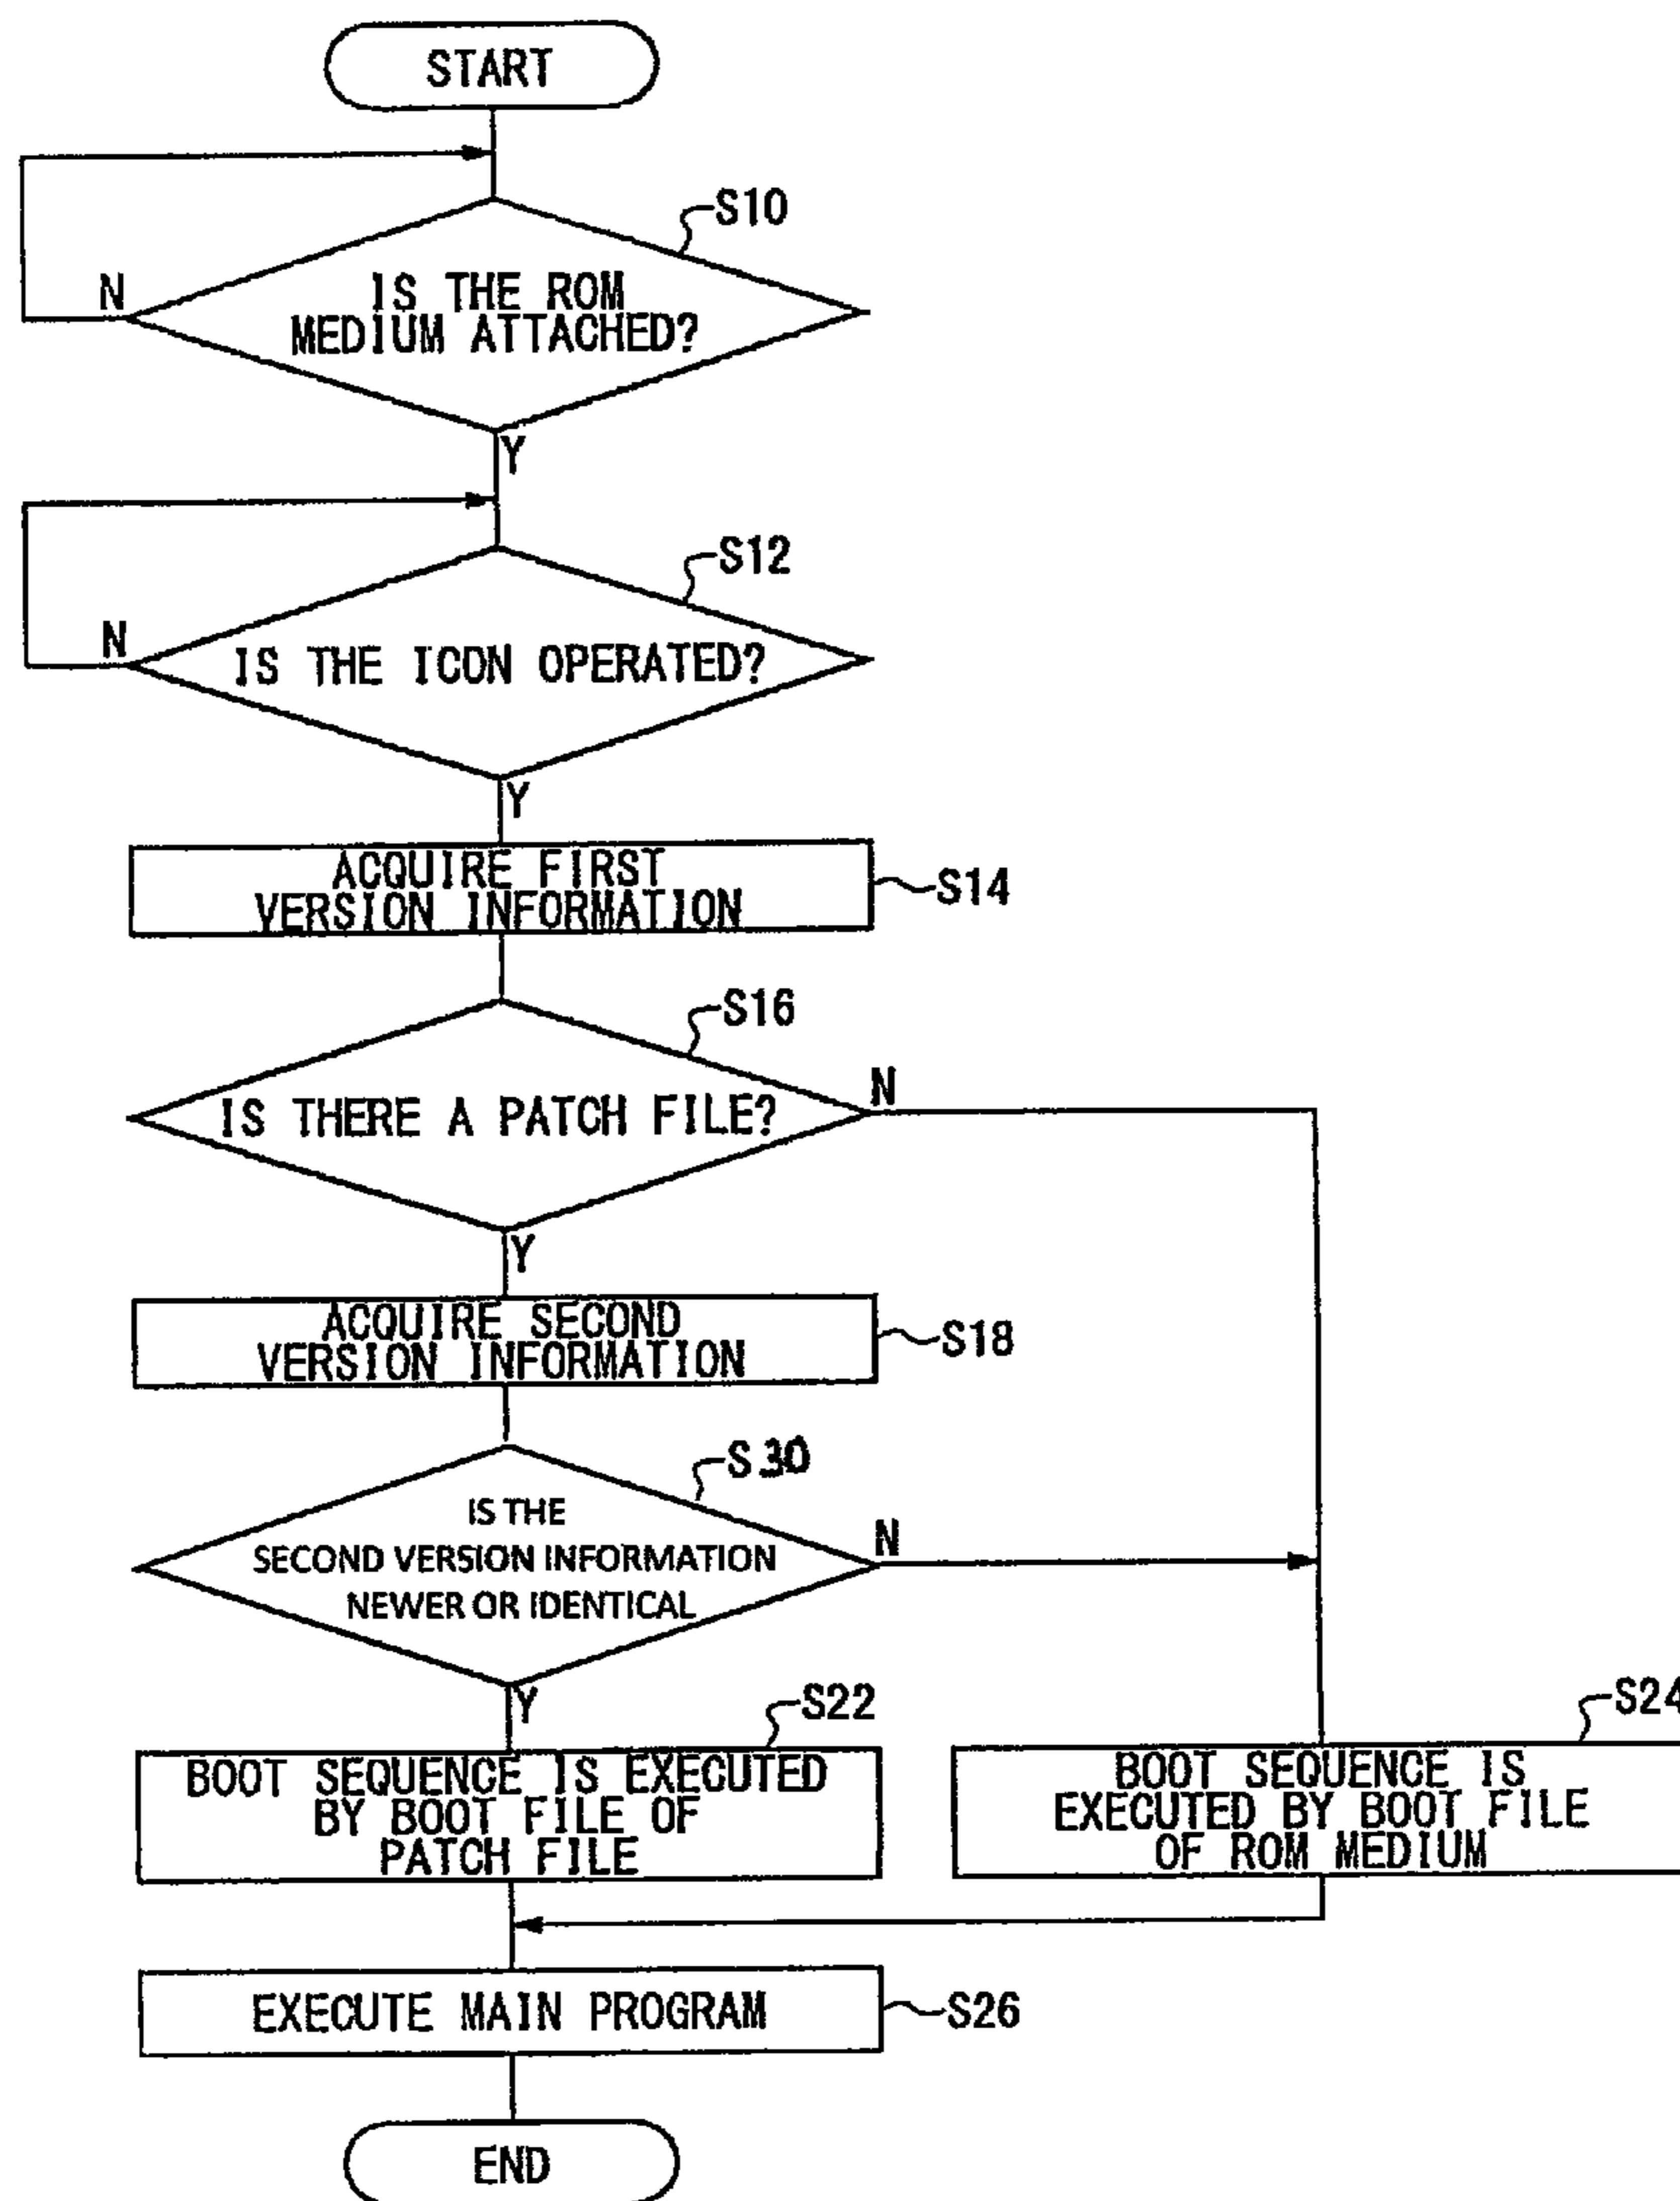 START
S10
N
IS THE ROM
MEDIUM ATTACHED?
Y
S12
N
IS THE ICON OPERATED?
Y
ACQUIRE FIRST
VERSION INFORMATION
S14
S16
N
IS THERE A PATCH FILE?
Y
ACQUIRE SECOND
VERSION INFORMATION
S18
S30
IS THE
SECOND VERSION INFORMATION
NEWER OR IDENTICAL
N
Y
S22
BOOT SEQUENCE IS EXECUTED
BY BOOT FILE OF
PATCH FILE
S24
BOOT SEQUENCE IS
EXECUTED BY BOOT FILE
OF ROM MEDIUM
EXECUTE MAIN PROGRAM
S26
END